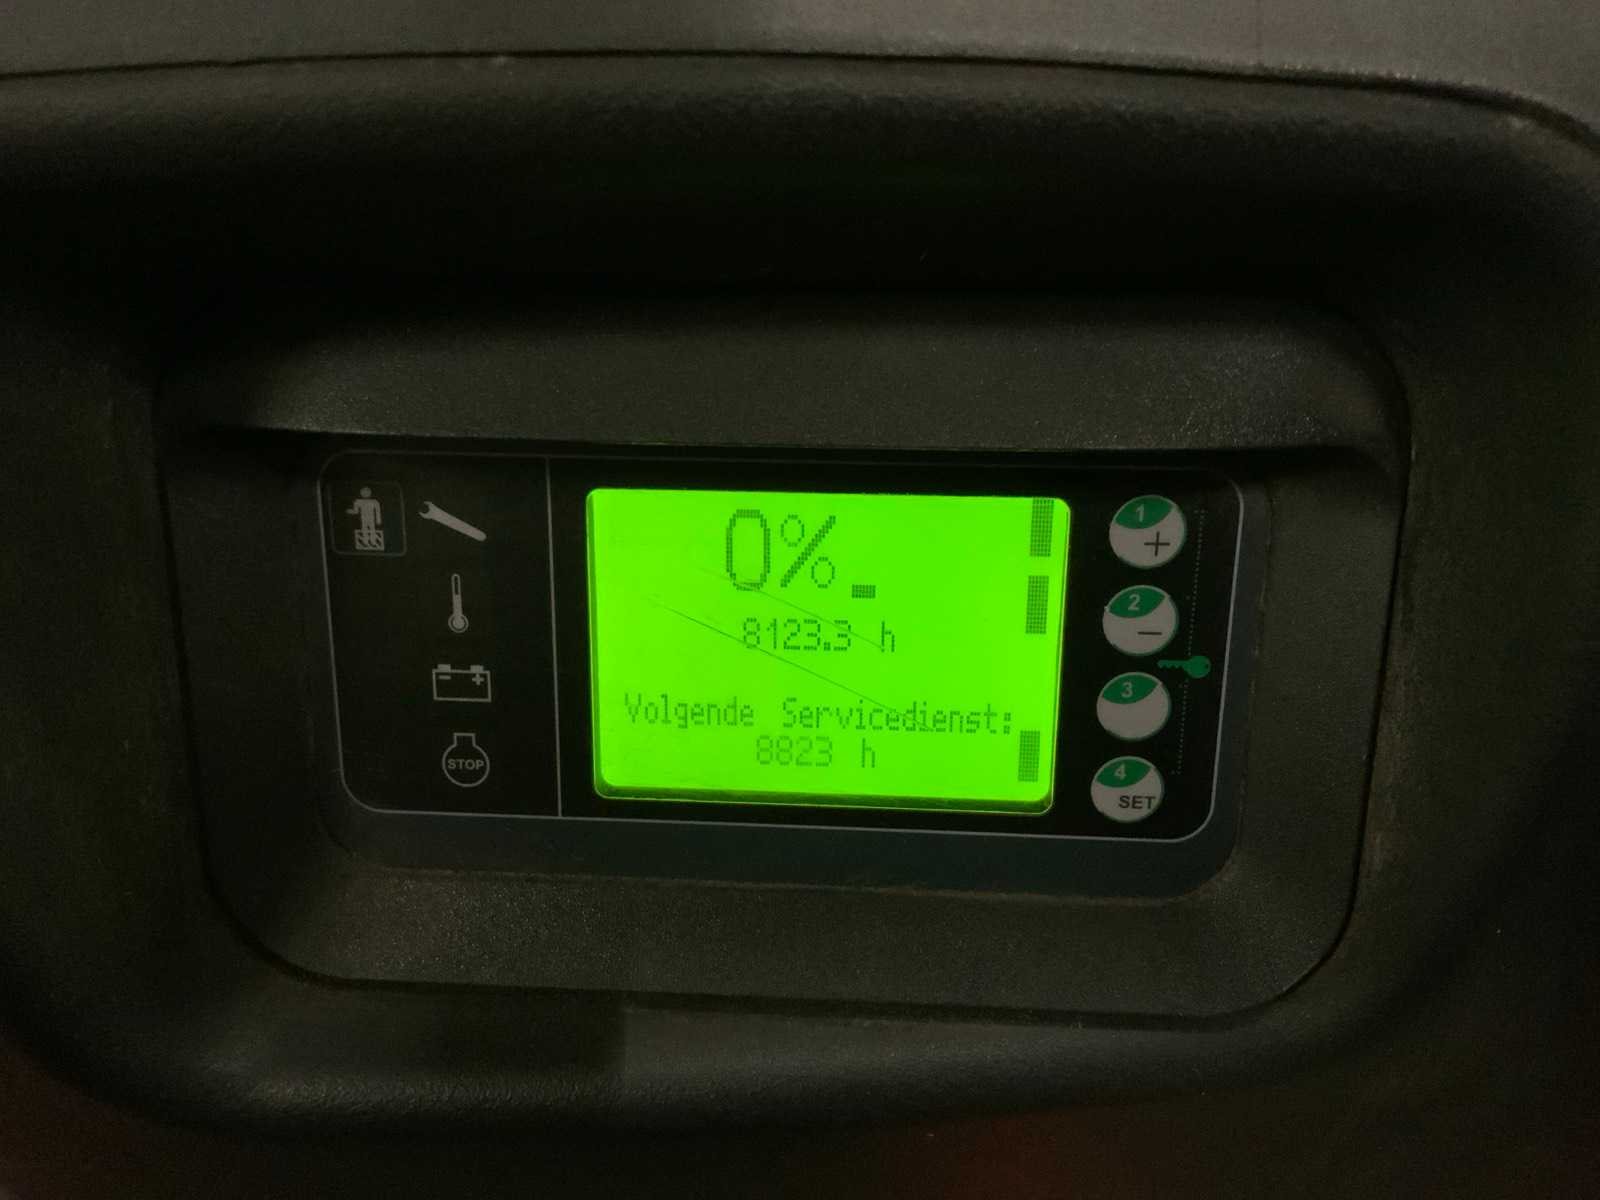 0%
8123.3 h
Volgende Servicedienst:
8823 h
STOP
1
+
2
−
3
4
SET